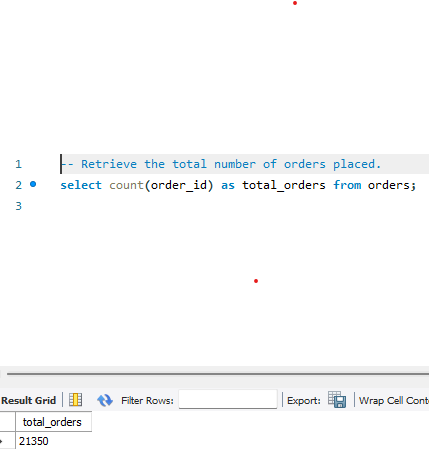 1 -- Retrieve the total number of orders placed.
2 select count(order_id) as total_orders from orders;
3
Result Grid Filter Rows: Export: Wrap Cell Conte
total_orders
21350